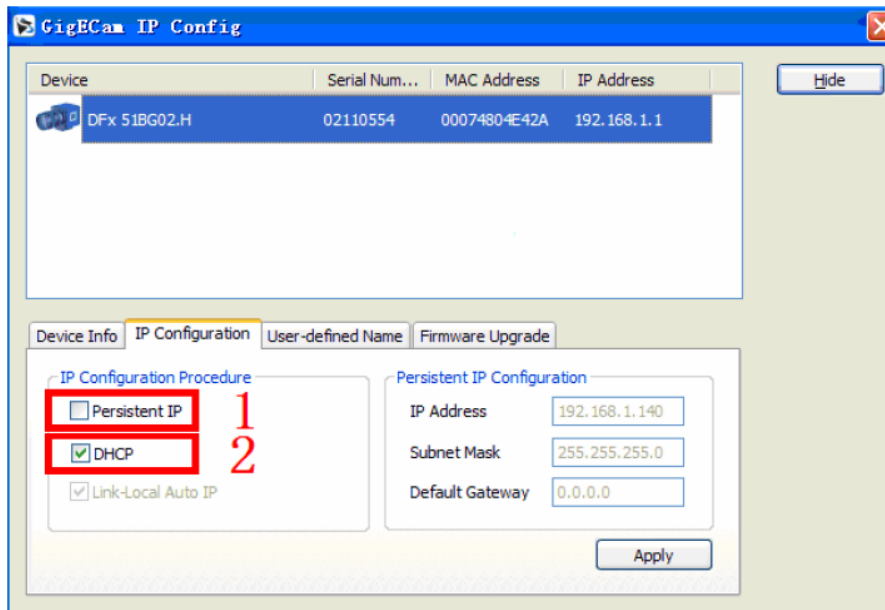 GigECam IP Config
Device Serial Num... MAC Address IP Address
DFx 51BG02.H 02110554 00074804E42A 192.168.1.1
Hide
Device Info IP Configuration User-defined Name Firmware Upgrade
IP Configuration Procedure
Persistent IP 1
DHCP 2
Link-Local Auto IP
Persistent IP Configuration
IP Address 192.168.1.140
Subnet Mask 255.255.255.0
Default Gateway 0.0.0.0
Apply